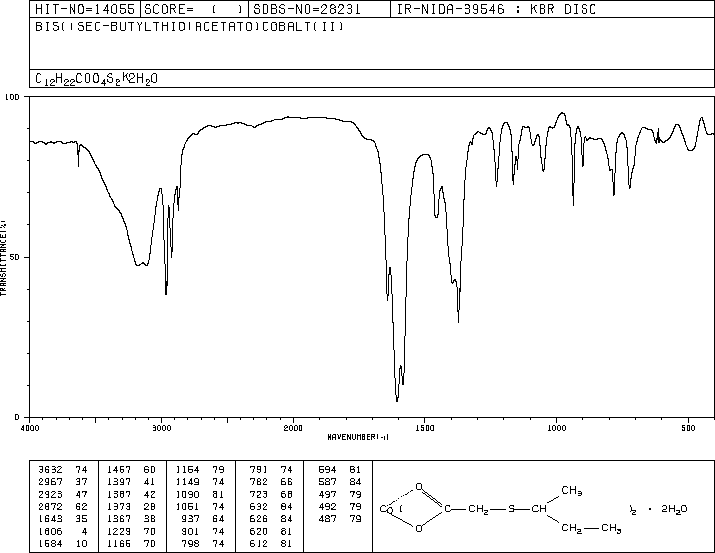 HIT-NO=14055 SCORE= ( ) SDBS-NO=28231 IR-NIDA-39546 : KBR DISC
BIS((SEC-BUTYLTHIO)ACETATO)COBALT(II)
C12H22COO4S2K2H2O
100
50
0
TRANSMITTANCE(%)
4000 3000 2000 1500 1000 500
WAVENUMBER(-1)
3632 74 1457 60 1164 79 791 74 594 81
2967 37 1397 41 1149 74 782 66 587 84
2923 47 1387 42 1090 81 723 68 497 79
2872 62 1373 28 1051 74 632 84 492 79
1643 35 1367 36 937 64 626 84 487 79
1606 4 1229 70 901 74 620 81
1584 10 1165 70 798 74 612 81
CH3
O
Co ( C—CH2—S—CH )2 · 2H2O
O
CH2—CH3